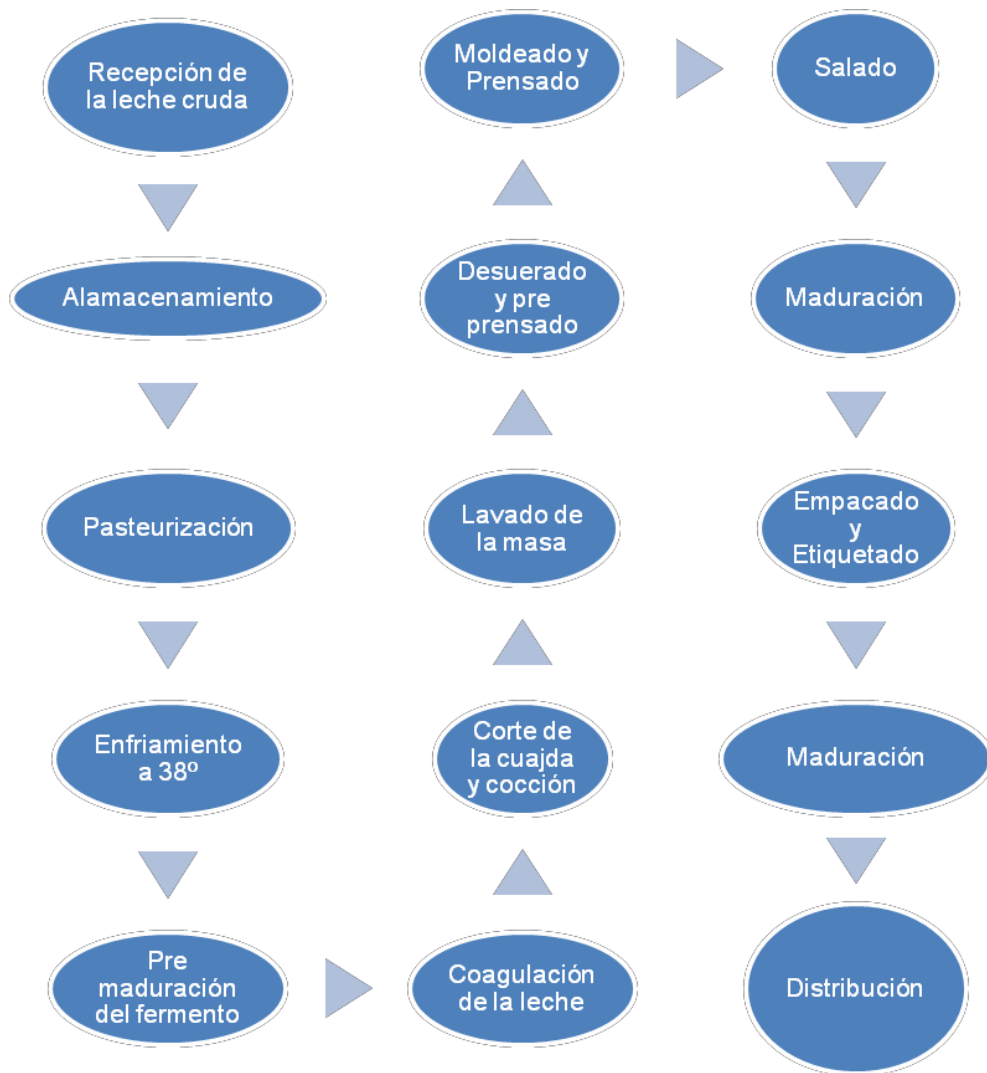 Recepción de
la leche cruda
Alamacenamiento
Pasteurización
Enfriamiento
a 38º
Pre
maduración
del fermento
Coagulación
de la leche
Corte de
la cuajda
y cocción
Lavado de
la masa
Desuerado
y pre
prensado
Moldeado y
Prensado
Salado
Maduración
Empacado
y
Etiquetado
Maduración
Distribución